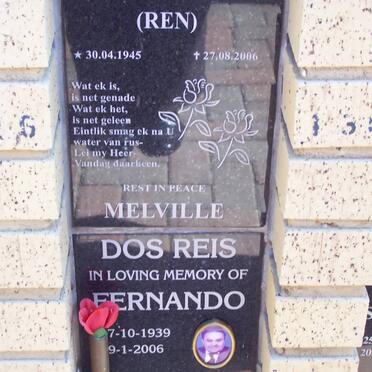 (REN)
★ 30.04.1945 ✝ 27.08.2006
Wat ek is,
is net genade
Wat ek het,
is net geleen
Eintlik smag ek na U
water van rus-
Lei my Heer-
Vandag daarheen.
REST IN PEACE
MELVILLE
DOS REIS
IN LOVING MEMORY OF
FERNANDO
7-10-1939
9-1-2006